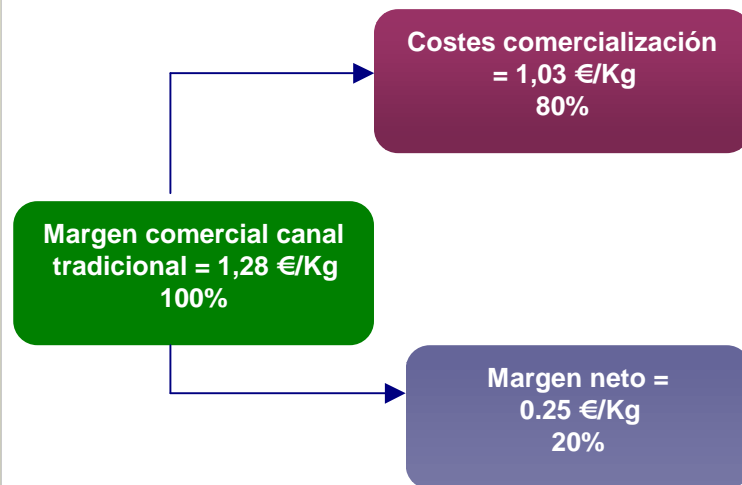 Costes comercialización
= 1,03 €/Kg
80%
Margen comercial canal
tradicional = 1,28 €/Kg
100%
Margen neto =
0.25 €/Kg
20%